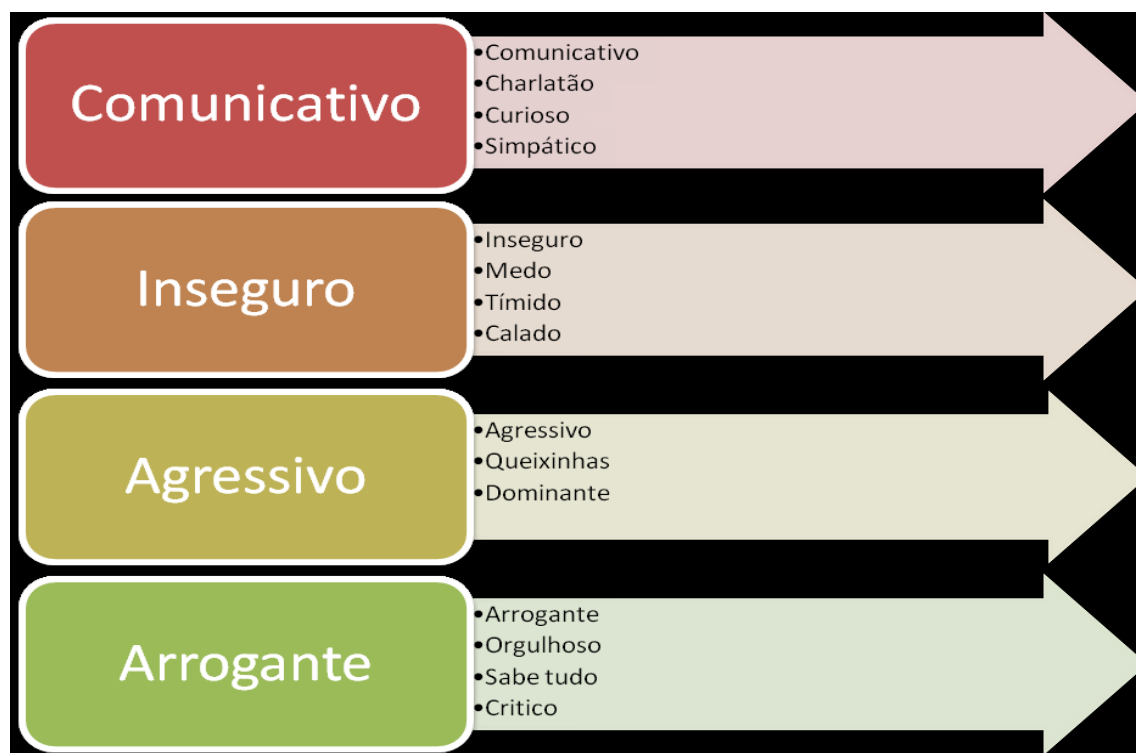 Comunicativo
•Comunicativo
•Charlatão
•Curioso
•Simpático
Inseguro
•Inseguro
•Medo
•Tímido
•Calado
Agressivo
•Agressivo
•Queixinhas
•Dominante
Arrogante
•Arrogante
•Orgulhoso
•Sabe tudo
•Critico